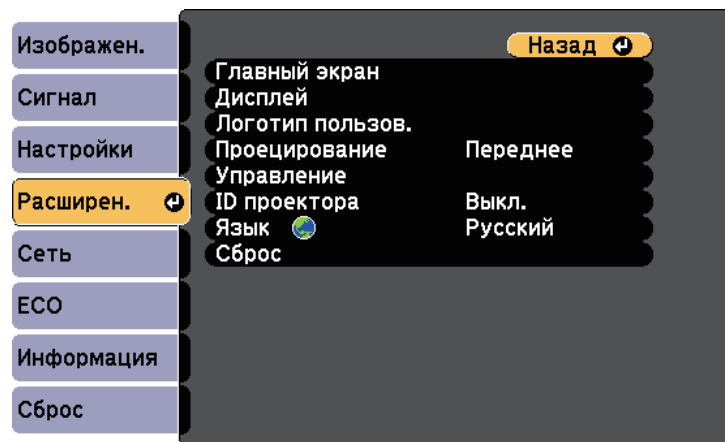 Изображен.
Сигнал
Настройки
Расширен.
Сеть
ECO
Информация
Сброс
Назад
Главный экран
Дисплей
Логотип пользов.
Проецирование Переднее
Управление
ID проектора Выкл.
Язык Русский
Сброс